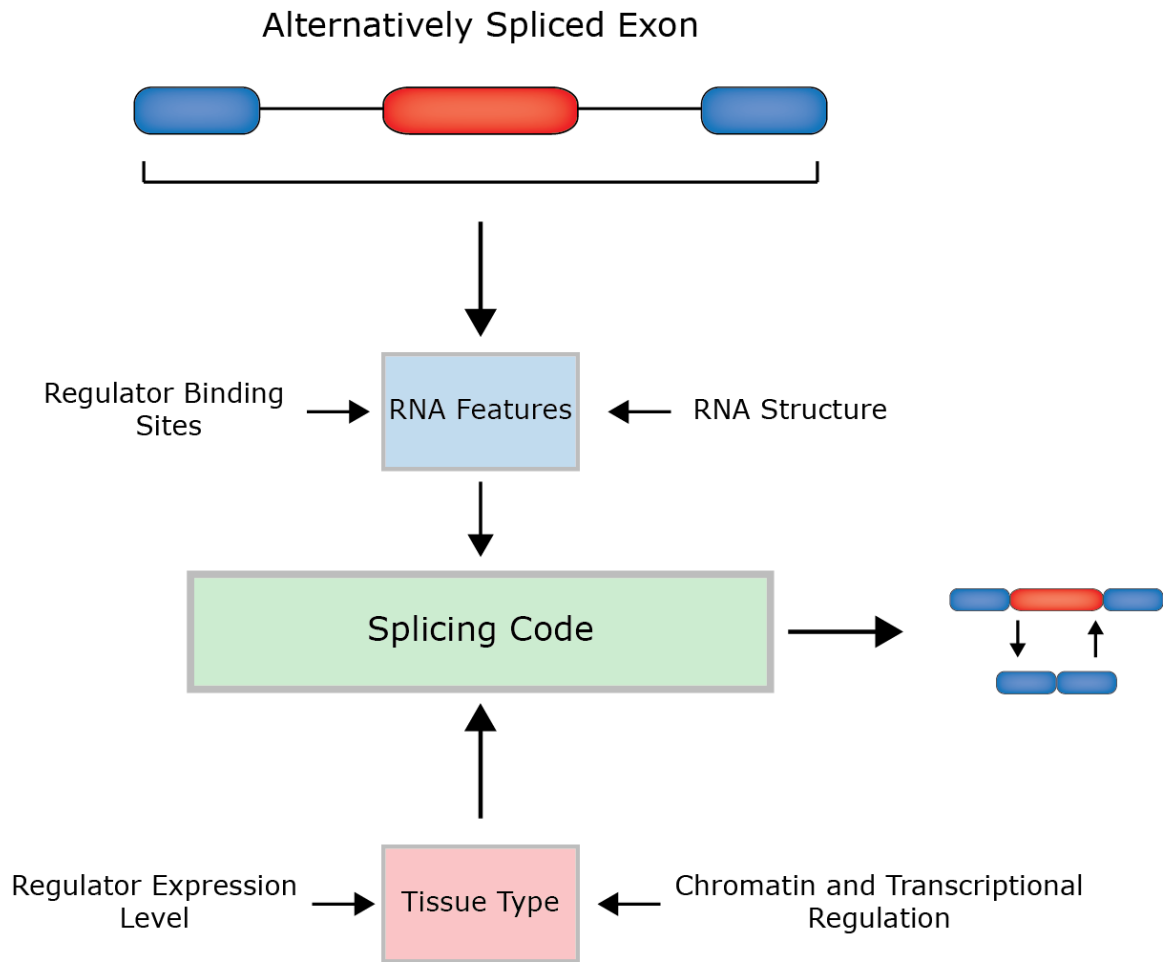 Alternatively Spliced Exon
Regulator Binding
Sites
RNA Features
RNA Structure
Splicing Code
Regulator Expression
Level
Tissue Type
Chromatin and Transcriptional
Regulation